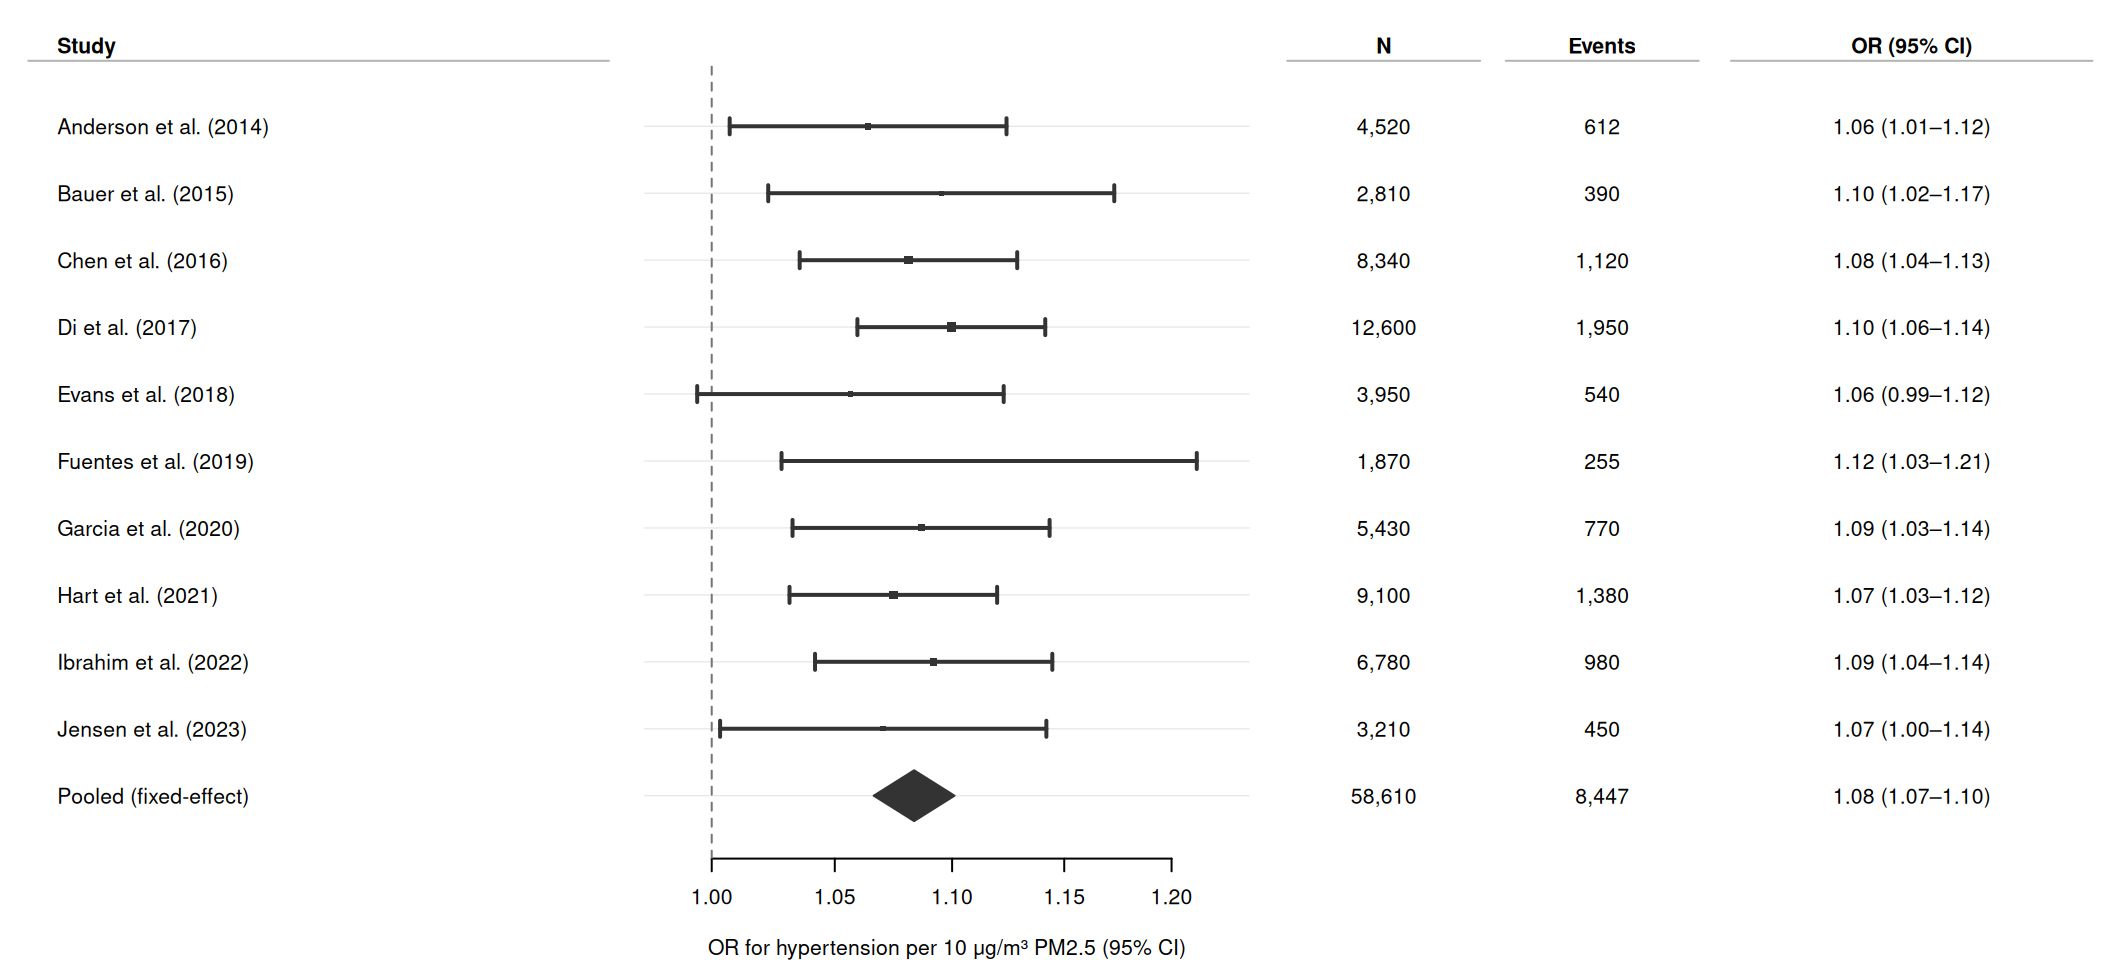 Study N Events OR (95% CI)
Anderson et al. (2014) 4,520 612 1.06 (1.01–1.12)
Bauer et al. (2015) 2,810 390 1.10 (1.02–1.17)
Chen et al. (2016) 8,340 1,120 1.08 (1.04–1.13)
Di et al. (2017) 12,600 1,950 1.10 (1.06–1.14)
Evans et al. (2018) 3,950 540 1.06 (0.99–1.12)
Fuentes et al. (2019) 1,870 255 1.12 (1.03–1.21)
Garcia et al. (2020) 5,430 770 1.09 (1.03–1.14)
Hart et al. (2021) 9,100 1,380 1.07 (1.03–1.12)
Ibrahim et al. (2022) 6,780 980 1.09 (1.04–1.14)
Jensen et al. (2023) 3,210 450 1.07 (1.00–1.14)
Pooled (fixed-effect) 58,610 8,447 1.08 (1.07–1.10)
1.00 1.05 1.10 1.15 1.20
OR for hypertension per 10 µg/m³ PM2.5 (95% CI)